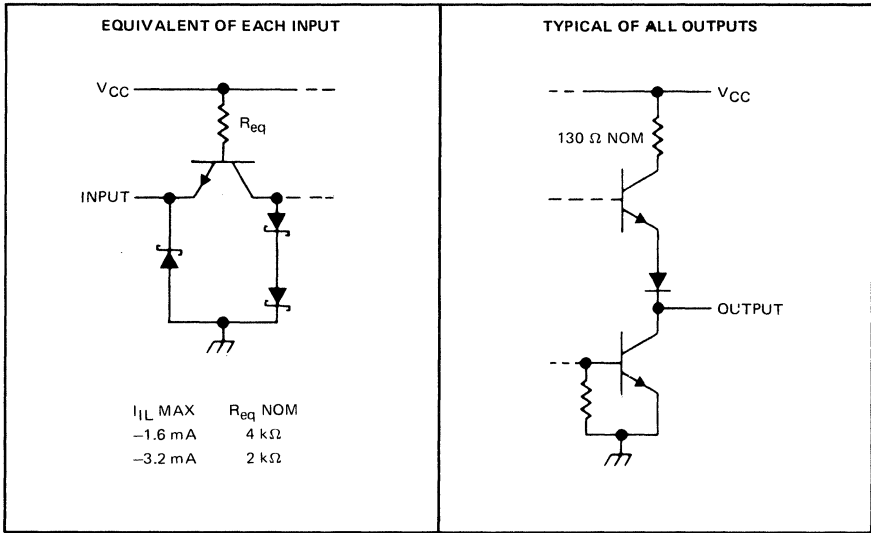 EQUIVALENT OF EACH INPUT
VCC
Req
INPUT
IIL MAX Req NOM
−1.6 mA 4 kΩ
−3.2 mA 2 kΩ
TYPICAL OF ALL OUTPUTS
VCC
130 Ω NOM
OUTPUT